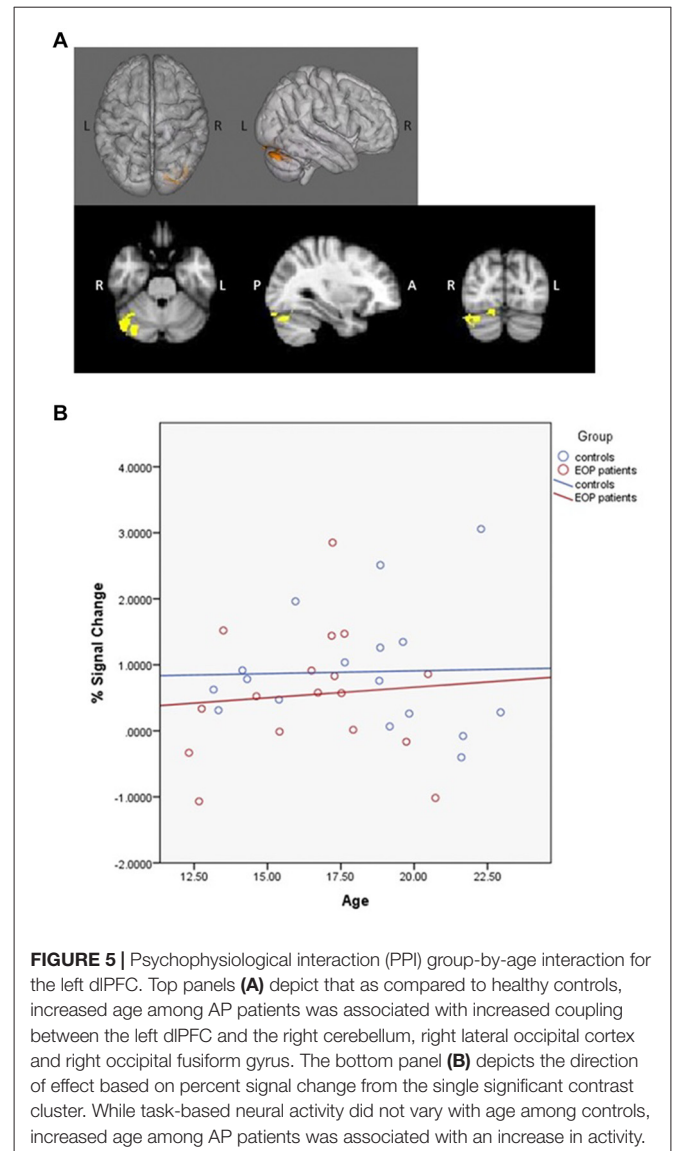 A
L R L R
R L P A R L
B
Group
controls
EOP patients
controls
EOP patients
4.0000
3.0000
2.0000
1.0000
.0000
-1.0000
-2.0000
% Signal Change
12.50 15.00 17.50 20.00 22.50
Age
FIGURE 5 | Psychophysiological interaction (PPI) group-by-age interaction for
the left dlPFC. Top panels (A) depict that as compared to healthy controls,
increased age among AP patients was associated with increased coupling
between the left dlPFC and the right cerebellum, right lateral occipital cortex
and right occipital fusiform gyrus. The bottom panel (B) depicts the direction
of effect based on percent signal change from the single significant contrast
cluster. While task-based neural activity did not vary with age among controls,
increased age among AP patients was associated with an increase in activity.